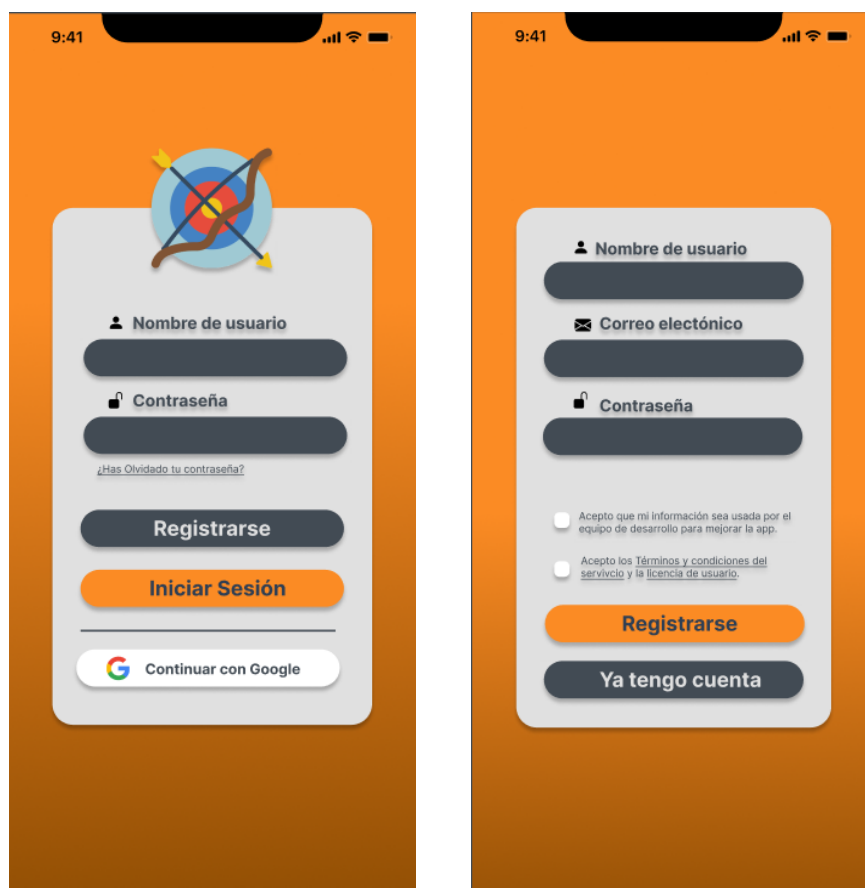 9:41
Nombre de usuario
Contraseña
¿Has Olvidado tu contraseña?
Registrarse
Iniciar Sesión
Continuar con Google
9:41
Nombre de usuario
Correo electónico
Contraseña
Acepto que mi información sea usada por el
equipo de desarrollo para mejorar la app.
Acepto los Términos y condiciones del
servivcio y la licencia de usuario.
Registrarse
Ya tengo cuenta